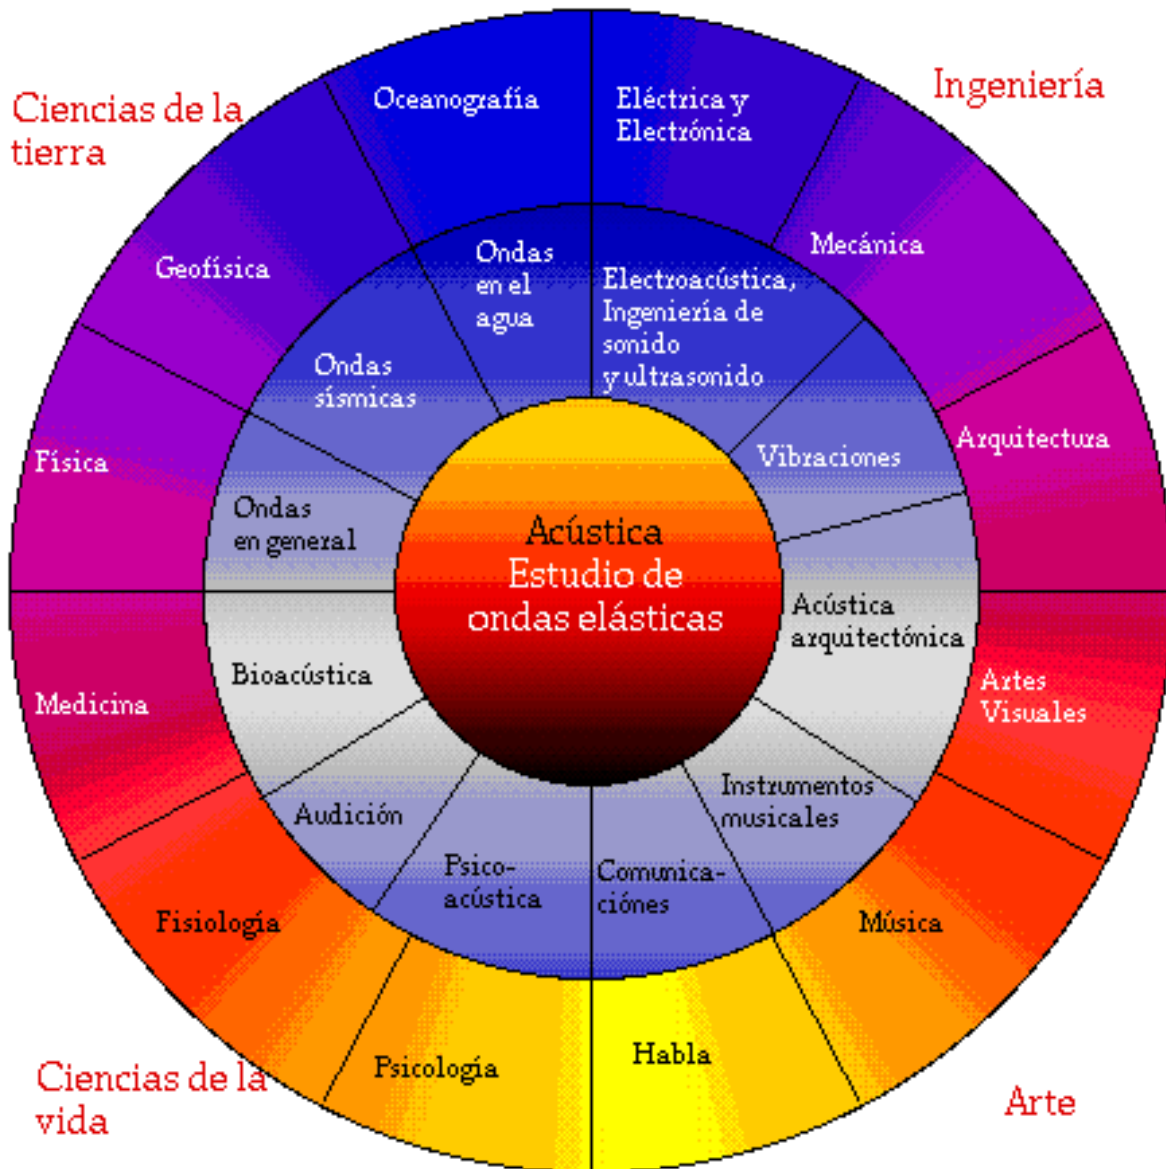 Ciencias de la
tierra
Oceanografía
Eléctrica y
Electrónica
Ingeniería
Geofísica
Mecánica
Física
Arquitectura
Ondas
en el
agua
Electroacústica,
Ingeniería de
sonido
y ultrasonido
Ondas
sísmicas
Vibraciones
Ondas
en general
Acústica
Estudio de
ondas elásticas
Acústica
arquitectónica
Bioacústica
Medicina
Artes
Visuales
Audición
Instrumentos
musicales
Psico-
acústica
Comunica-
ciónes
Fisiología
Música
Psicología
Habla
Ciencias de la
vida
Arte